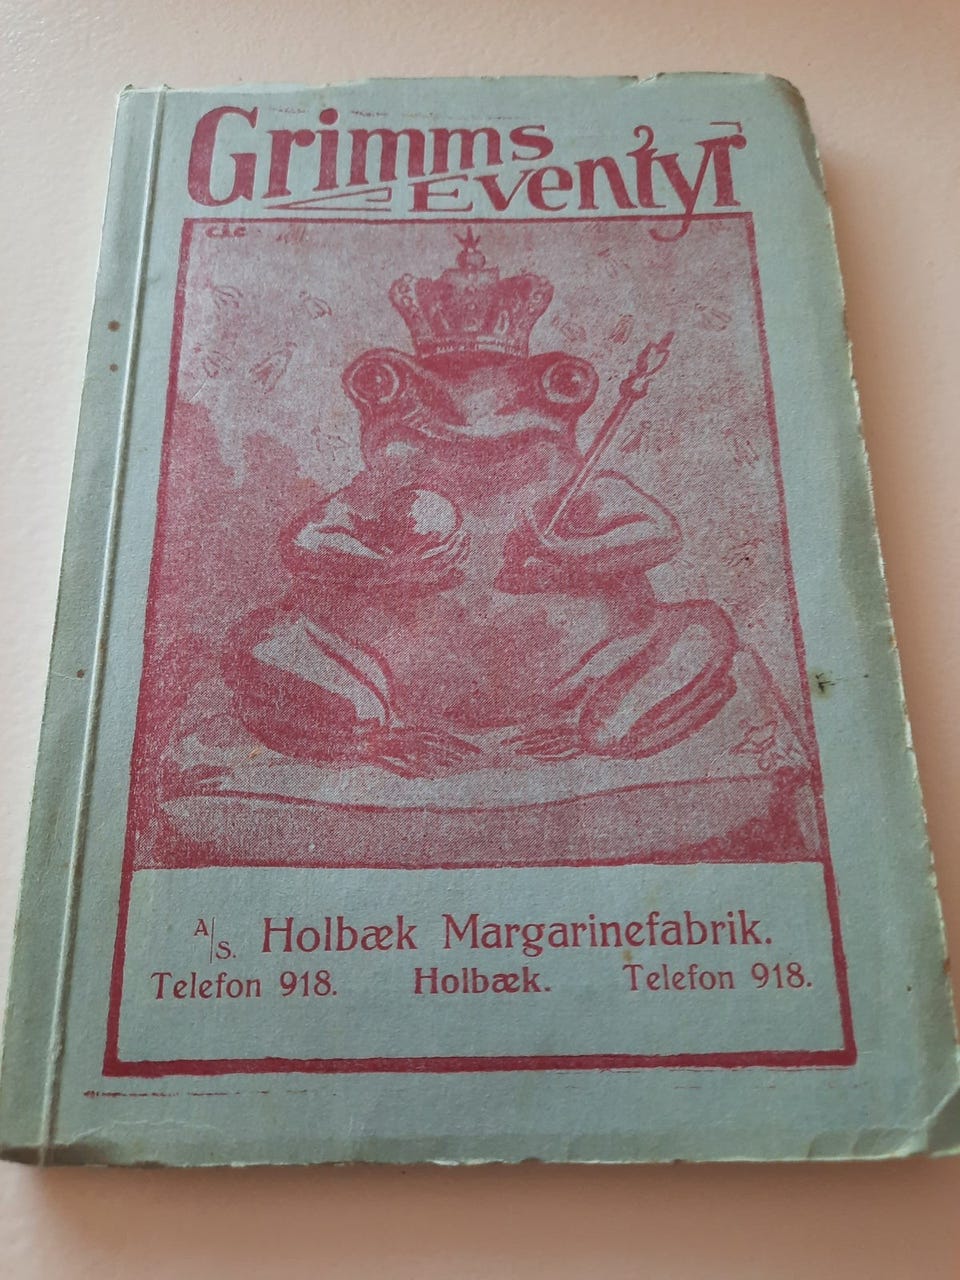 Grimms
Eventyr
A/S. Holbæk Margarinefabrik.
Telefon 918. Holbæk. Telefon 918.